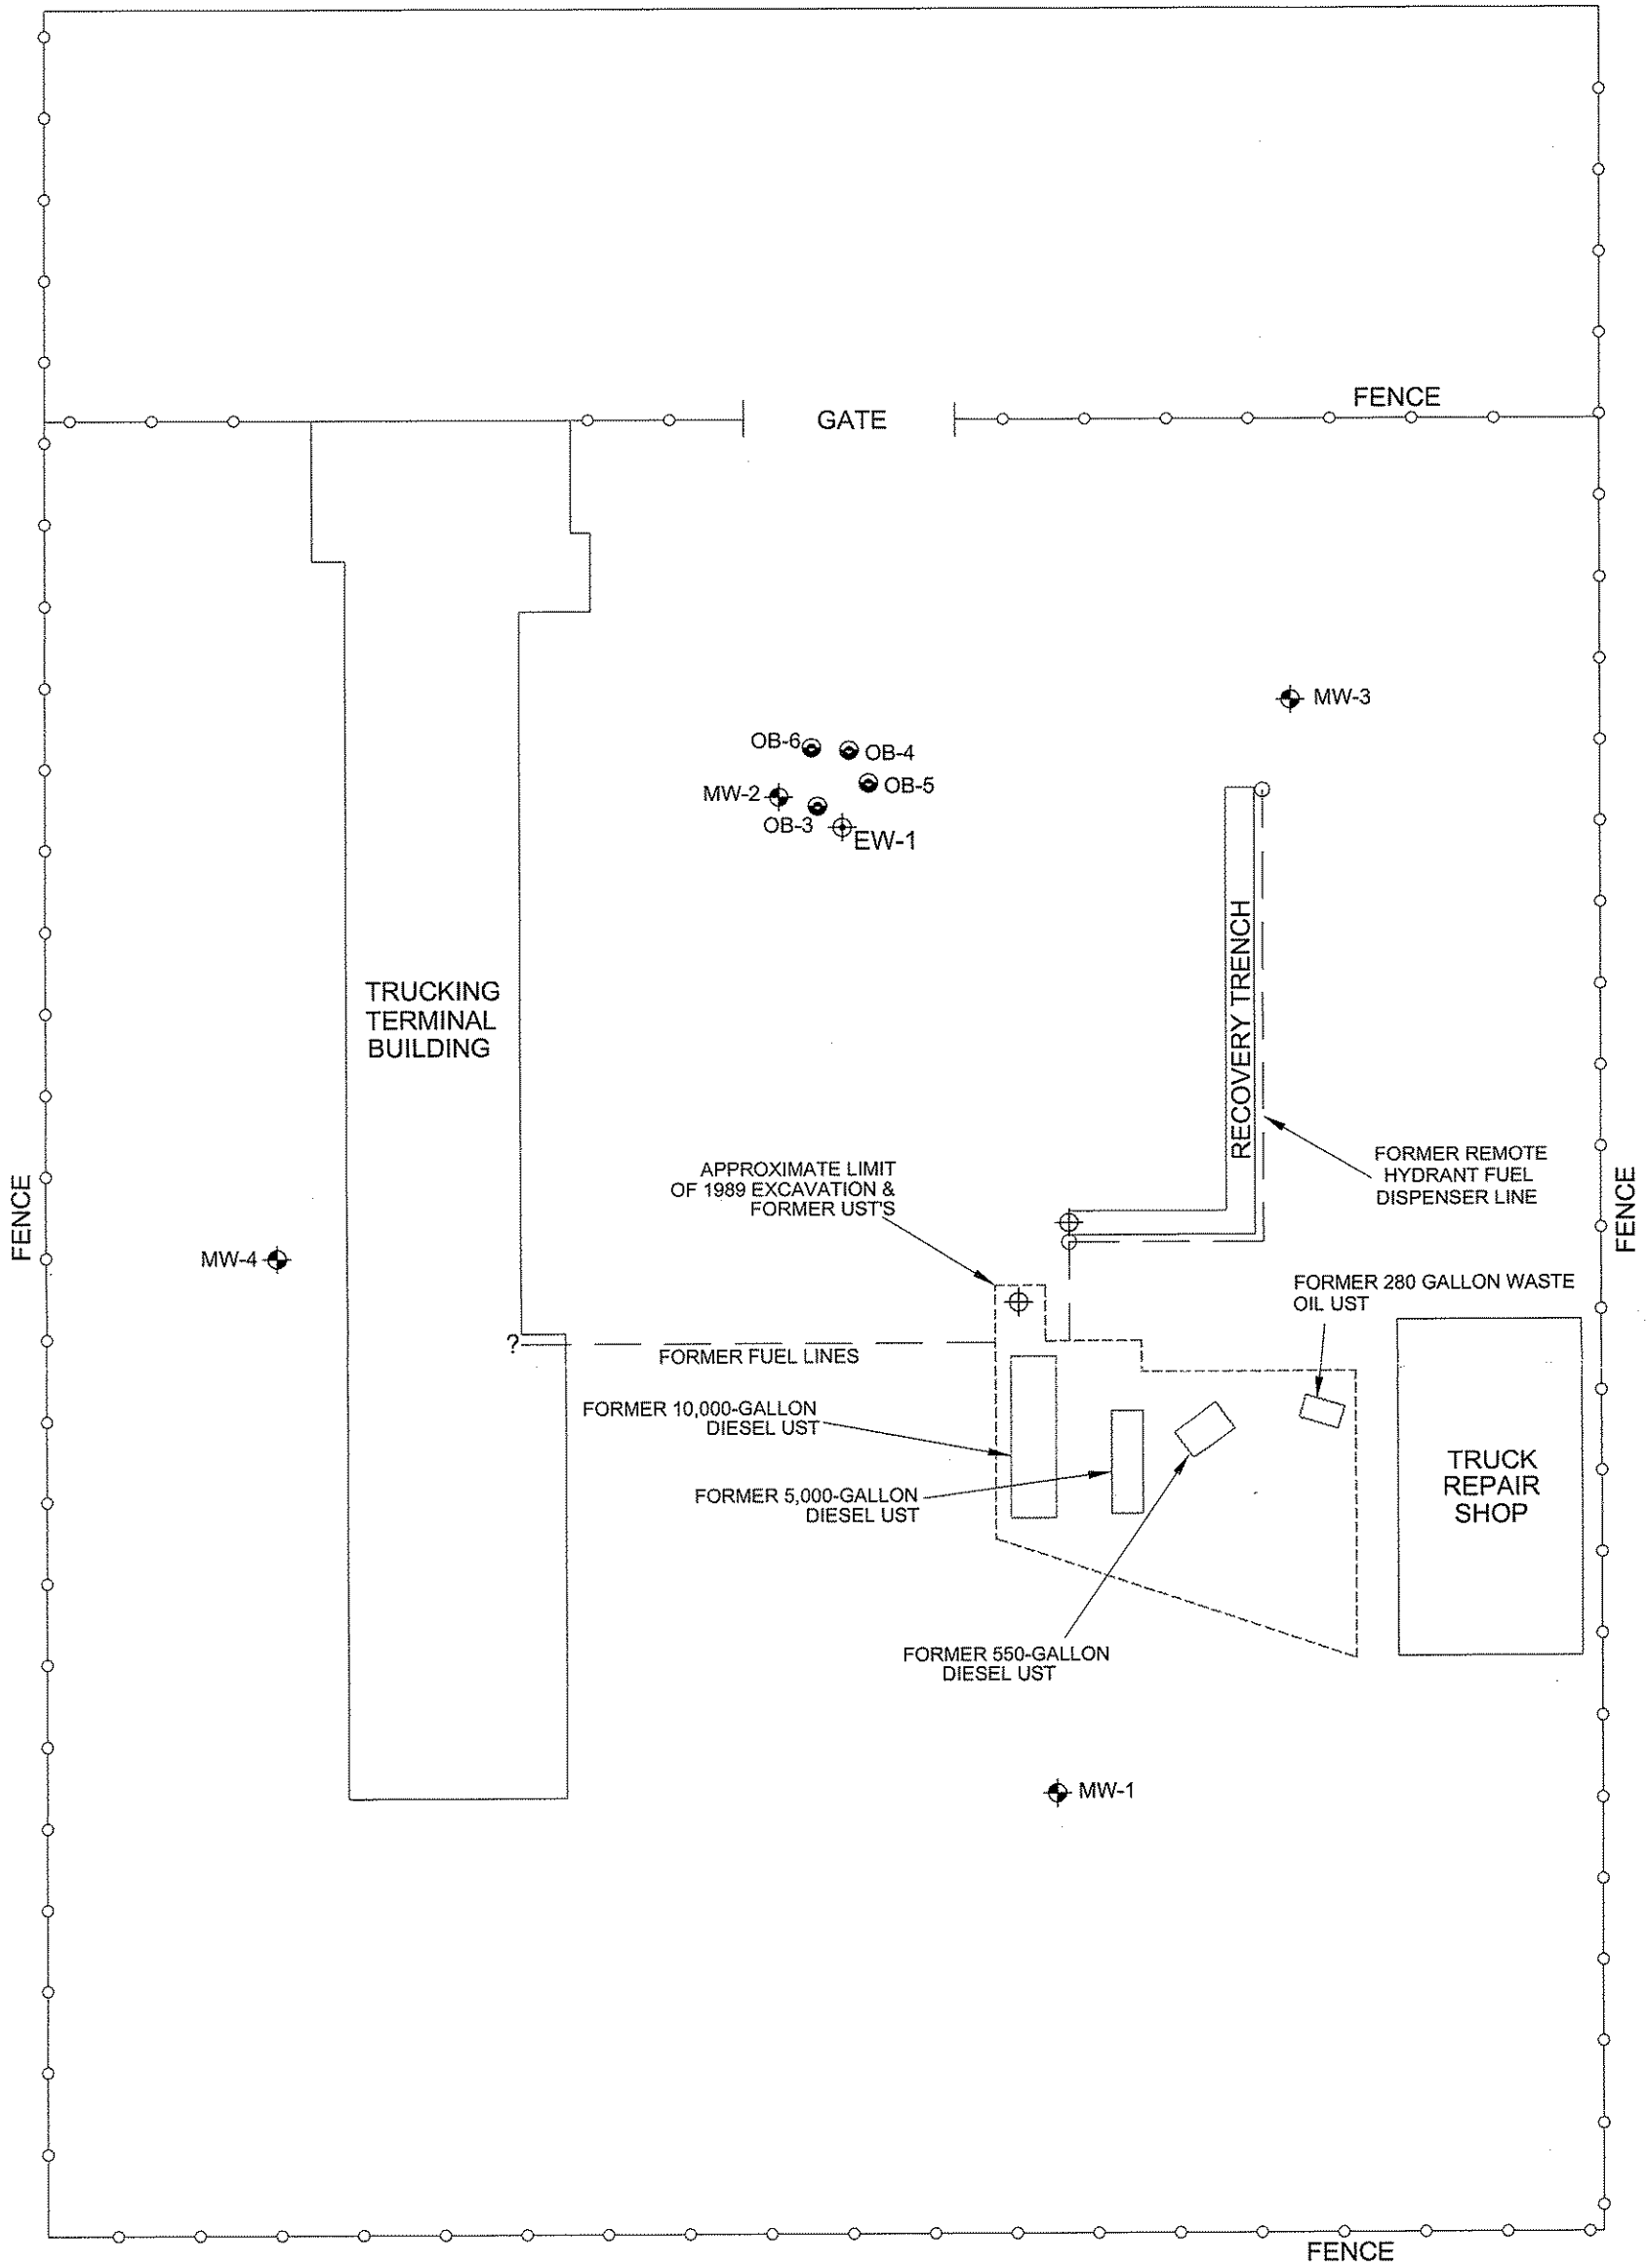 FENCE
GATE
MW-3
OB-6
OB-4
OB-5
MW-2
OB-3
EW-1
RECOVERY TRENCH
TRUCKING
TERMINAL
BUILDING
APPROXIMATE LIMIT
OF 1989 EXCAVATION &
FORMER UST'S
FORMER REMOTE
HYDRANT FUEL
DISPENSER LINE
FENCE
FENCE
MW-4
FORMER 280 GALLON WASTE
OIL UST
?
FORMER FUEL LINES
FORMER 10,000-GALLON
DIESEL UST
FORMER 5,000-GALLON
DIESEL UST
TRUCK
REPAIR
SHOP
FORMER 550-GALLON
DIESEL UST
MW-1
FENCE